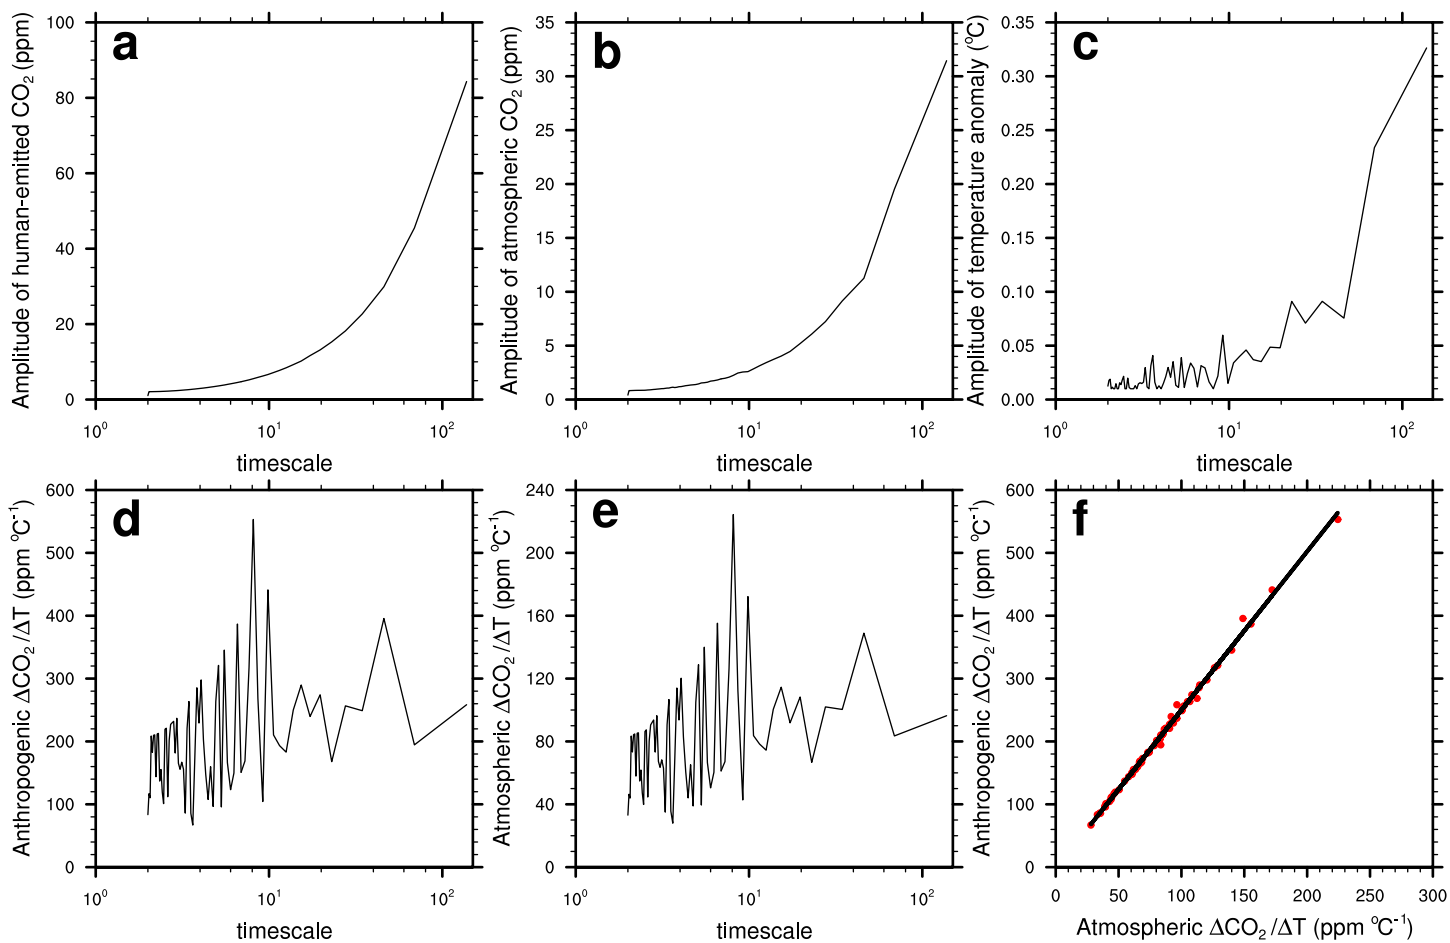 a
Amplitude of human-emitted CO2 (ppm)
100
80
60
40
20
0
10^0 10^1 10^2
timescale
b
Amplitude of atmospheric CO2 (ppm)
35
30
25
20
15
10
5
0
10^0 10^1 10^2
timescale
c
Amplitude of temperature anomaly (°C)
0.35
0.30
0.25
0.20
0.15
0.10
0.05
0.00
10^0 10^1 10^2
timescale
d
Anthropogenic ΔCO2/ΔT (ppm °C^-1)
600
500
400
300
200
100
0
10^0 10^1 10^2
timescale
e
Atmospheric ΔCO2/ΔT (ppm °C^-1)
240
200
160
120
80
40
0
10^0 10^1 10^2
timescale
f
Anthropogenic ΔCO2/ΔT (ppm °C^-1)
600
500
400
300
200
100
0
0 50 100 150 200 250 300
Atmospheric ΔCO2/ΔT (ppm °C^-1)